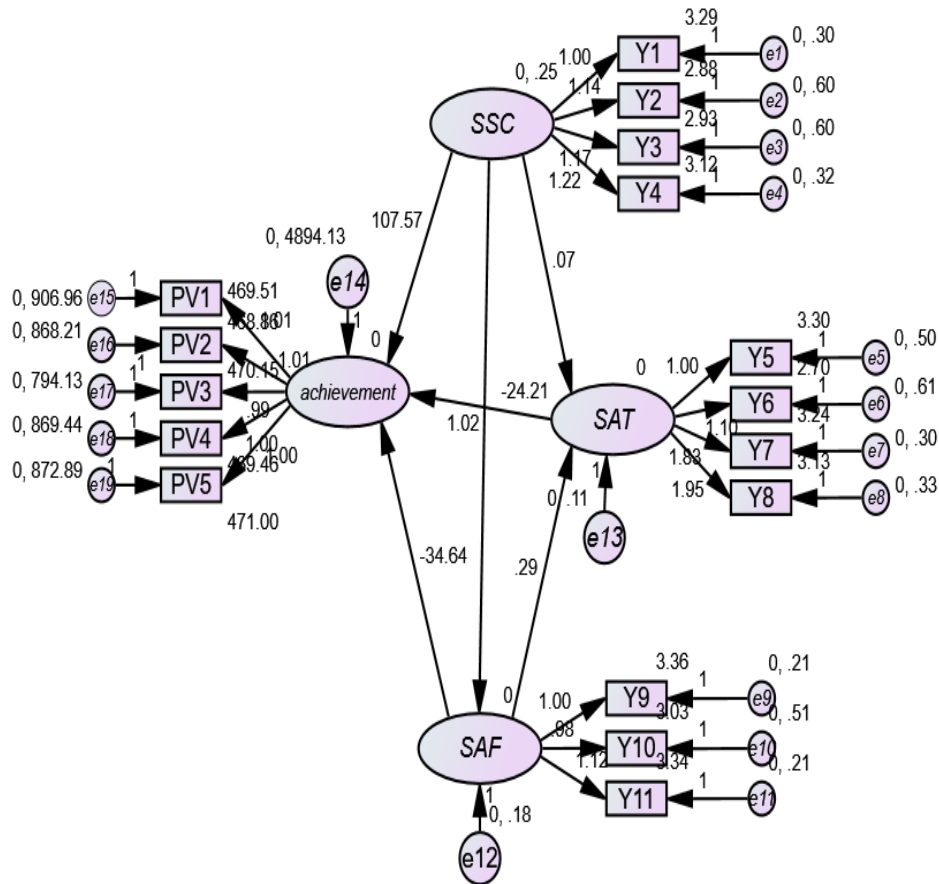 3.29
1
0, .30
1.00
Y1
e1
0, .25
2.88
1
0, .60
1.14
Y2
e2
SSC
2.93
1
0, .60
Y3
e3
1.17
3.12
1
0, .32
1.22
Y4
e4
107.57
0, 4894.13
.07
e14
1
469.51
1
0, 906.96
e15
PV1
1.01
0
0, 868.21
e16
PV2
1.01
470.15
3.30
1
0, .50
1.00
0
Y5
e5
1
0, 794.13
e17
PV3
achievement
-24.21
2.70
1
0, .61
Y6
e6
1.02
SAT
.99
1.10
3.24
1
0, .30
1
0, 869.44
e18
PV4
Y7
e7
1.00
1.83
3.13
1.00
1
0, .33
1
0, 872.89
e19
PV5
1.95
Y8
e8
471.00
1
0, .11
e13
-34.64
.29
3.36
1
0, .21
0
1.00
Y9
e9
3.03
1
0, .51
.98
SAF
Y10
e10
1.12
3.34
1
0, .21
Y11
e11
1
0, .18
e12